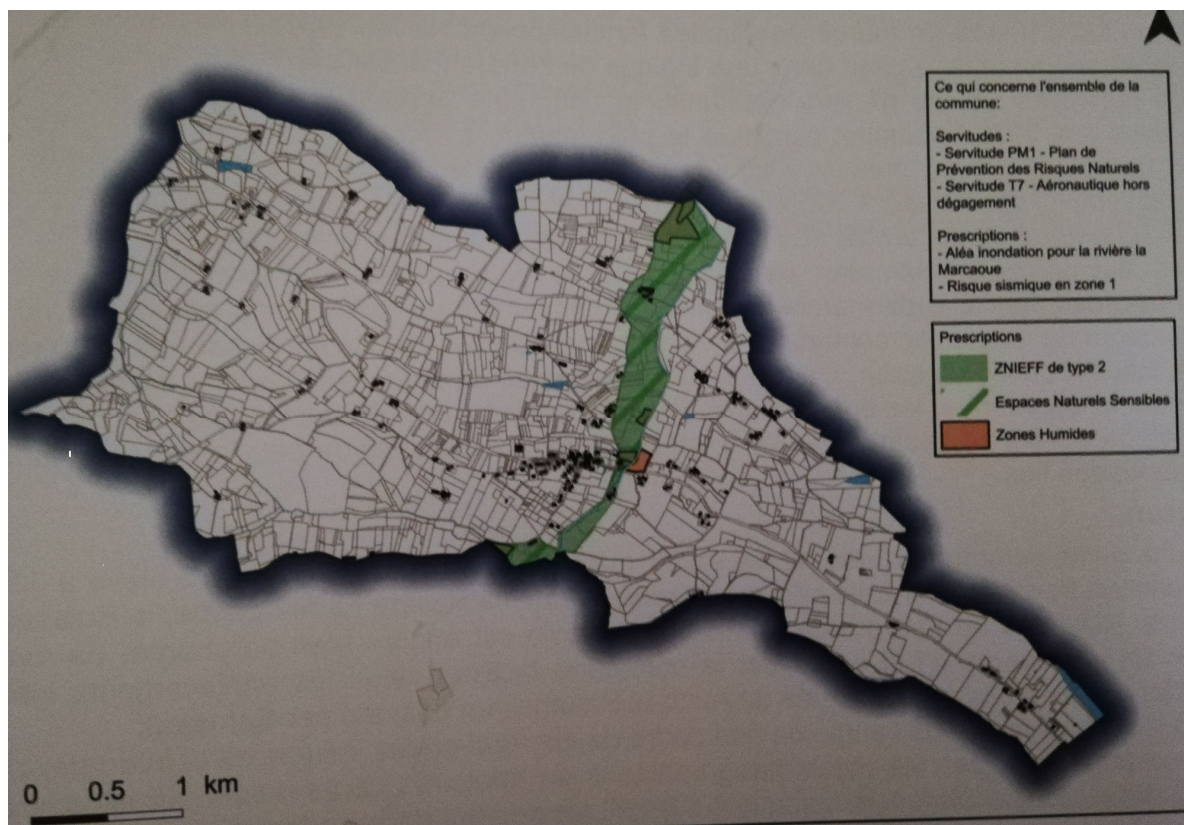 Ce qui concerne l'ensemble de la
commune:
Servitudes :
- Servitude PM1 - Plan de
Prévention des Risques Naturels
- Servitude T7 - Aéronautique hors
dégagement
Prescriptions :
- Aléa inondation pour la rivière la
Marcaoue
- Risque sismique en zone 1
Prescriptions
ZNIEFF de type 2
Espaces Naturels Sensibles
Zones Humides
0 0.5 1 km